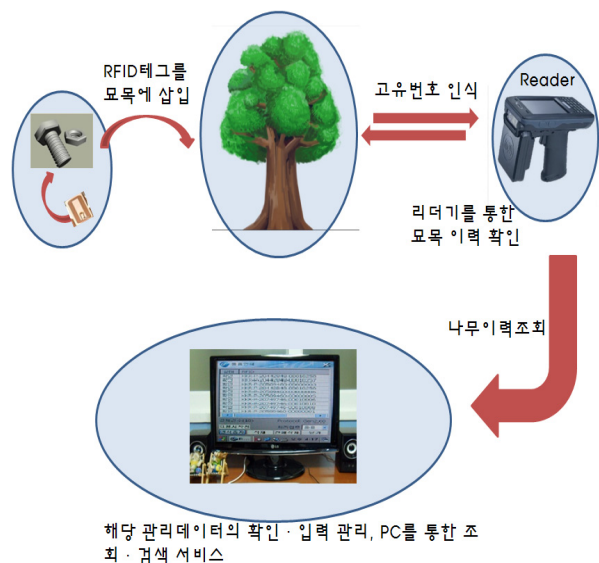 RFID테그를
묘목에 삽입
고유번호 인식
Reader
리더기를 통한
묘목 이력 확인
나무이력조회
해당 관리데이터의 확인 · 입력 관리, PC를 통한 조
회 · 검색 서비스